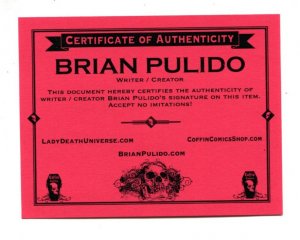 Certificate of Authenticity
BRIAN PULIDO
Writer / Creator
This document hereby certifies the authenticity of
writer / creator Brian Pulido's signature on this item.
Accept no imitations!
LadyDeathUniverse.com
CoffinComicsShop.com
BrianPulido.com